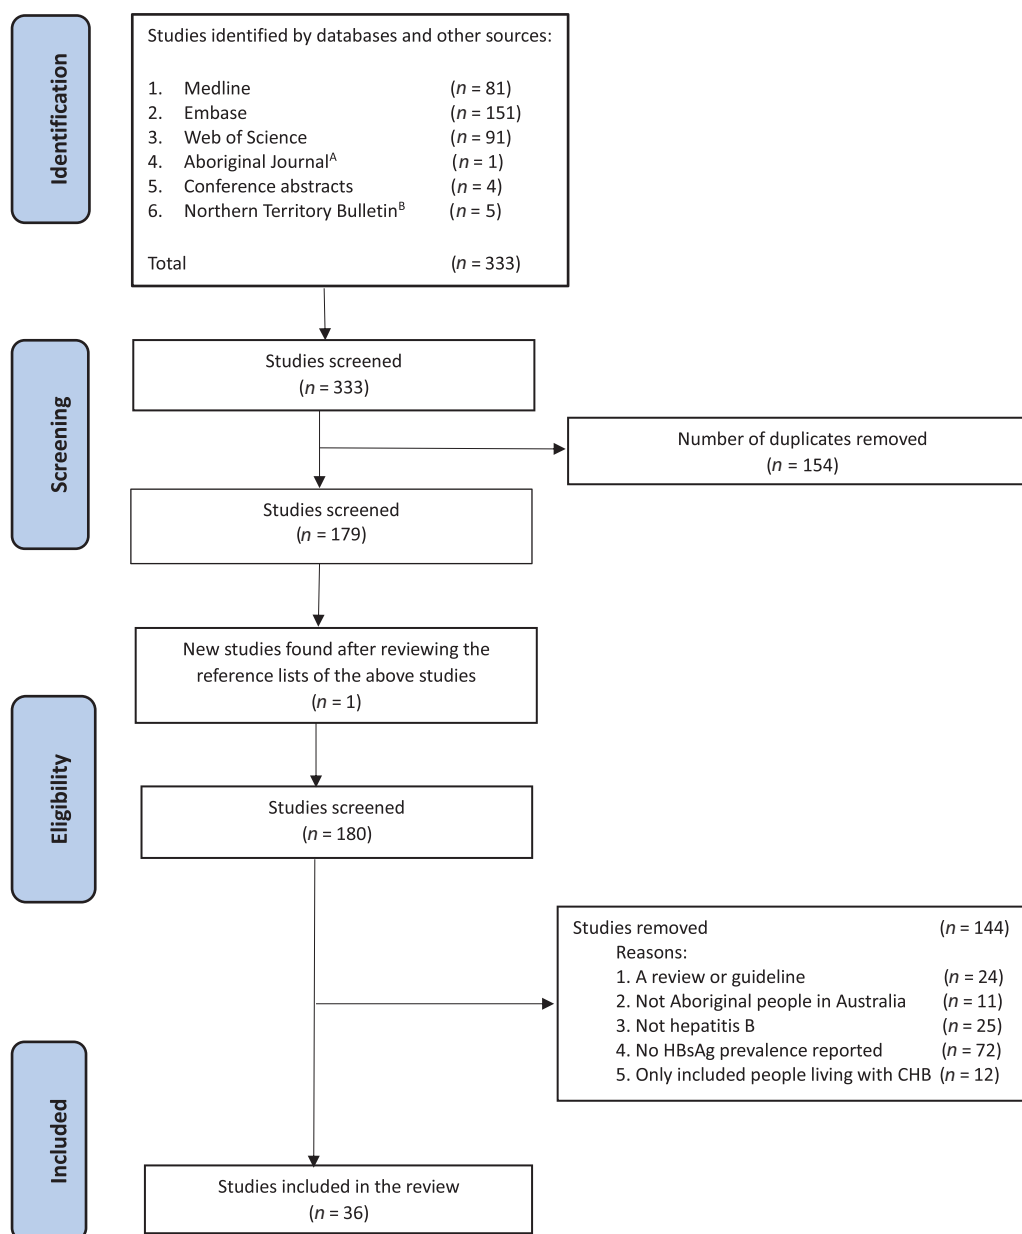 Identification
Studies identified by databases and other sources:
1. Medline (n = 81)
2. Embase (n = 151)
3. Web of Science (n = 91)
4. Aboriginal Journal^A (n = 1)
5. Conference abstracts (n = 4)
6. Northern Territory Bulletin^B (n = 5)
Total (n = 333)
Screening
Studies screened
(n = 333)
Number of duplicates removed
(n = 154)
Studies screened
(n = 179)
New studies found after reviewing the
reference lists of the above studies
(n = 1)
Eligibility
Studies screened
(n = 180)
Studies removed (n = 144)
Reasons:
1. A review or guideline (n = 24)
2. Not Aboriginal people in Australia (n = 11)
3. Not hepatitis B (n = 25)
4. No HBsAg prevalence reported (n = 72)
5. Only included people living with CHB (n = 12)
Included
Studies included in the review
(n = 36)